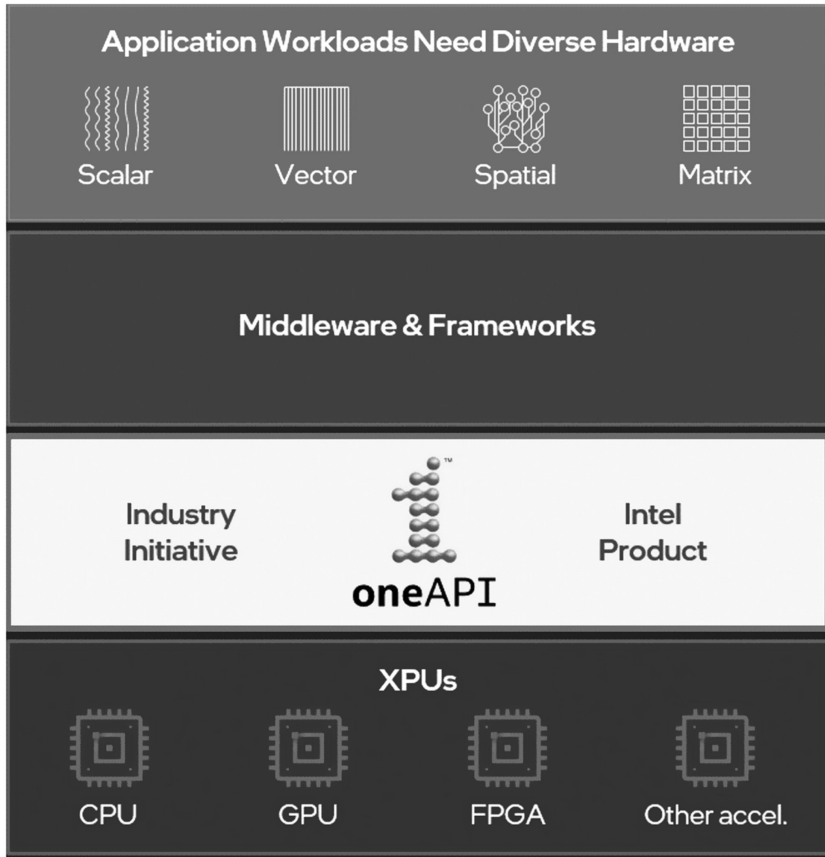 Application Workloads Need Diverse Hardware
Scalar
Vector
Spatial
Matrix
Middleware & Frameworks
Industry
Initiative
™
oneAPI
Intel
Product
XPUs
CPU
GPU
FPGA
Other accel.